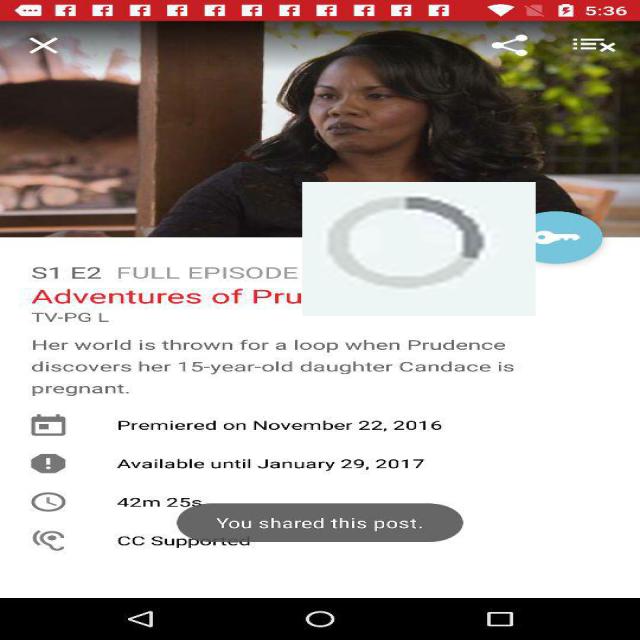 5:36
S1 E2 FULL EPISODE
Adventures of Pru
TV-PG L
Her world is thrown for a loop when Prudence
discovers her 15-year-old daughter Candace is
pregnant.
Premiered on November 22, 2016
Available until January 29, 2017
42m 25s
You shared this post.
CC Supported